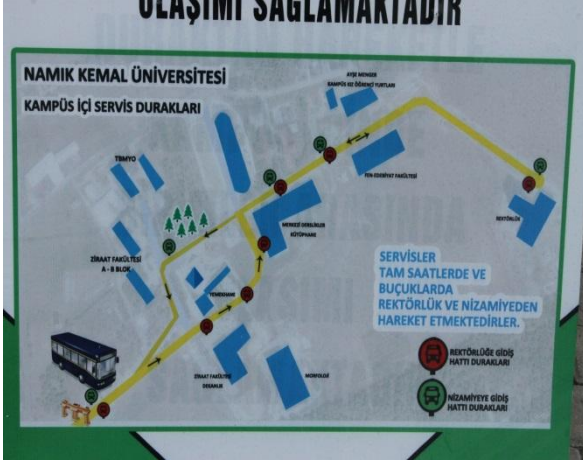 ULAŞIMI SAĞLAMAKTADIR
NAMIK KEMAL ÜNİVERSİTESİ
KAMPÜS İÇİ SERVİS DURAKLARI
AYŞE MENSER
KAMPÜS KIZ ÖĞRENCİ YURTLARI
TBMYO
FEN EDEBİYAT FAKÜLTESİ
MERKEZİ DERSLİKLER
KÜTÜPHANE
REKTÖRLÜK
ZİRAAT FAKÜLTESİ
A - B BLOK
YEMEKHANE
SERVİSLER
TAM SAATLERDE VE
BUÇUKLARDA
REKTÖRLÜK VE NİZAMİYEDEN
HAREKET ETMEKTEDİRLER.
ZİRAAT FAKÜLTESİ
DEKANLIK
MORFOLOJİ
REKTÖRLÜĞE GİDİŞ
HATTI DURAKLARI
NİZAMİYEYE GİDİŞ
HATTI DURAKLARI